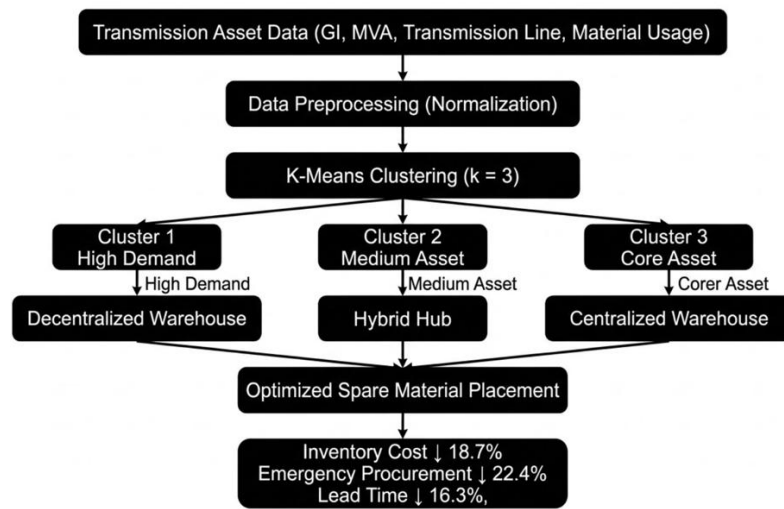 Transmission Asset Data (GI, MVA, Transmission Line, Material Usage)
Data Preprocessing (Normalization)
K-Means Clustering (k = 3)
Cluster 1
High Demand
Cluster 2
Medium Asset
Cluster 3
Core Asset
High Demand
Medium Asset
Corer Asset
Decentralized Warehouse
Hybrid Hub
Centralized Warehouse
Optimized Spare Material Placement
Inventory Cost ↓ 18.7%
Emergency Procurement ↓ 22.4%
Lead Time ↓ 16.3%,